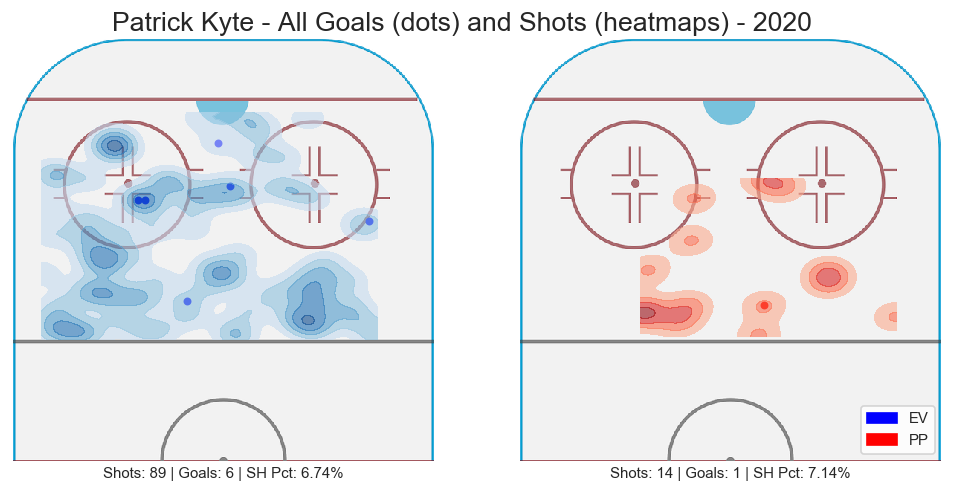 Patrick Kyte - All Goals (dots) and Shots (heatmaps) - 2020
EV
PP
Shots: 89 | Goals: 6 | SH Pct: 6.74%
Shots: 14 | Goals: 1 | SH Pct: 7.14%